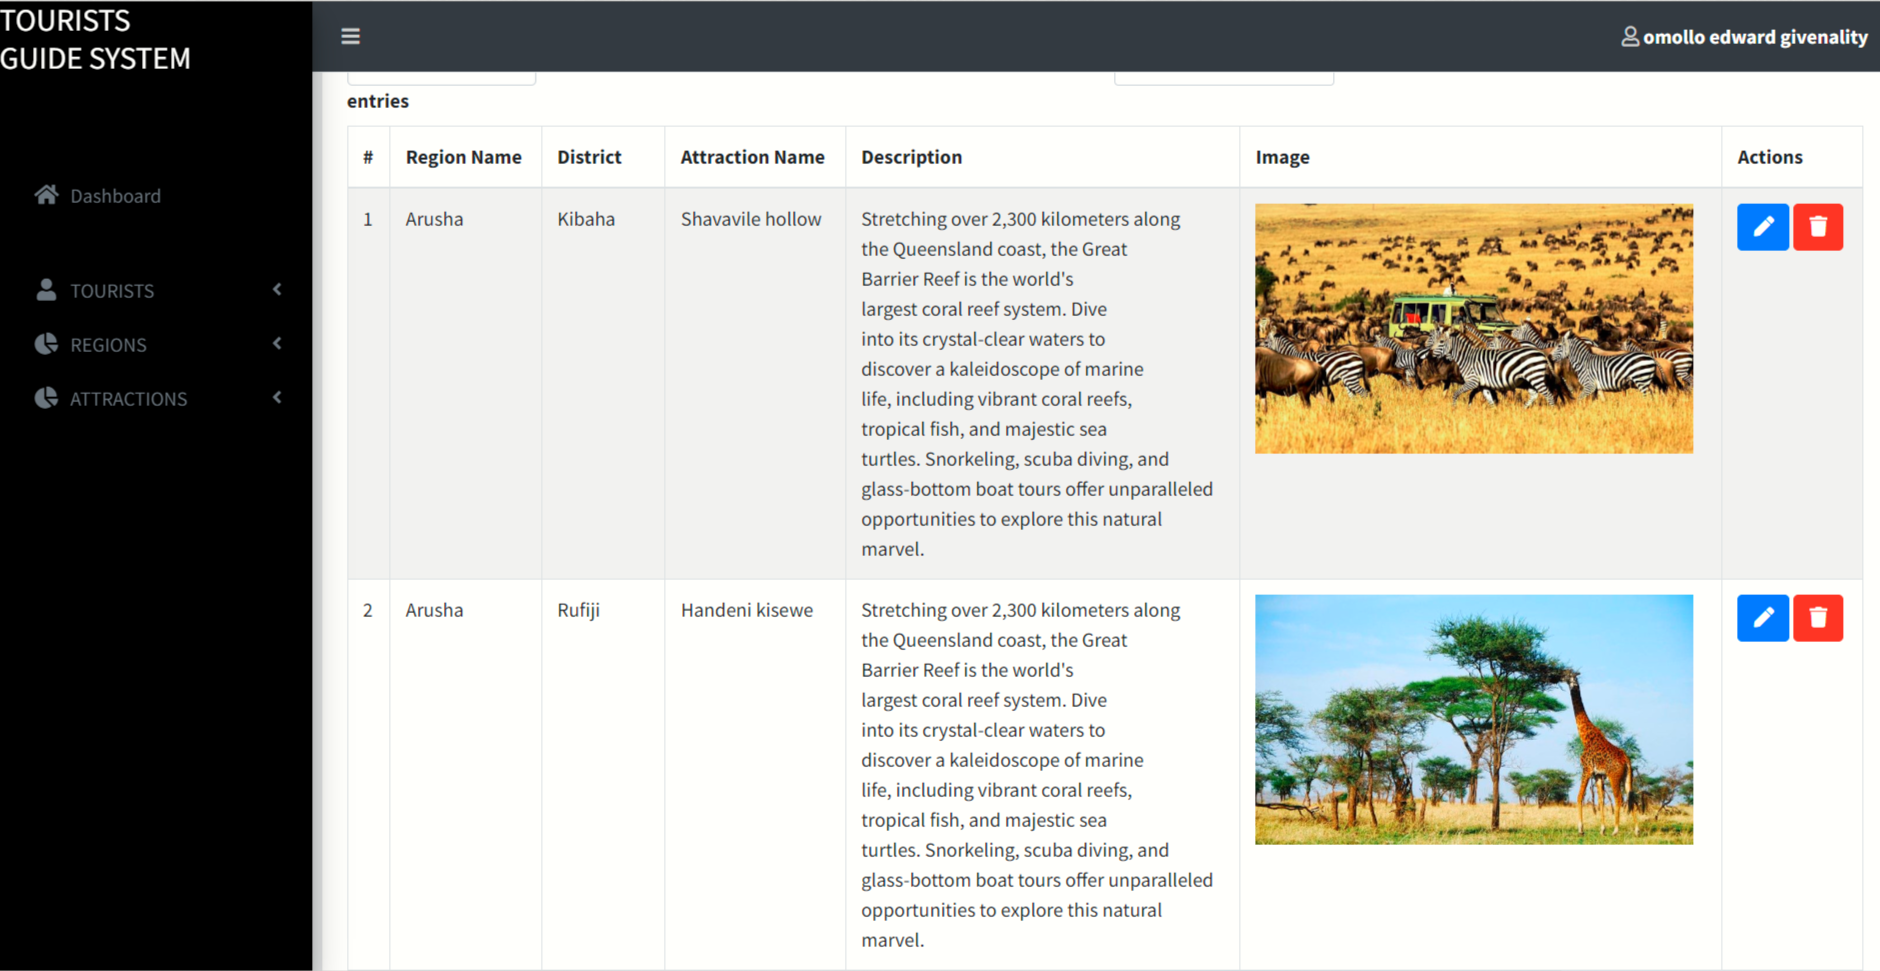 TOURISTS
GUIDE SYSTEM
omollo edward givenality
Dashboard
TOURISTS
REGIONS
ATTRACTIONS
entries
# Region Name District Attraction Name Description Image Actions
1 Arusha Kibaha Shavavile hollow Stretching over 2,300 kilometers along
the Queensland coast, the Great
Barrier Reef is the world's
largest coral reef system. Dive
into its crystal-clear waters to
discover a kaleidoscope of marine
life, including vibrant coral reefs,
tropical fish, and majestic sea
turtles. Snorkeling, scuba diving, and
glass-bottom boat tours offer unparalleled
opportunities to explore this natural
marvel.
2 Arusha Rufiji Handeni kisewe Stretching over 2,300 kilometers along
the Queensland coast, the Great
Barrier Reef is the world's
largest coral reef system. Dive
into its crystal-clear waters to
discover a kaleidoscope of marine
life, including vibrant coral reefs,
tropical fish, and majestic sea
turtles. Snorkeling, scuba diving, and
glass-bottom boat tours offer unparalleled
opportunities to explore this natural
marvel.